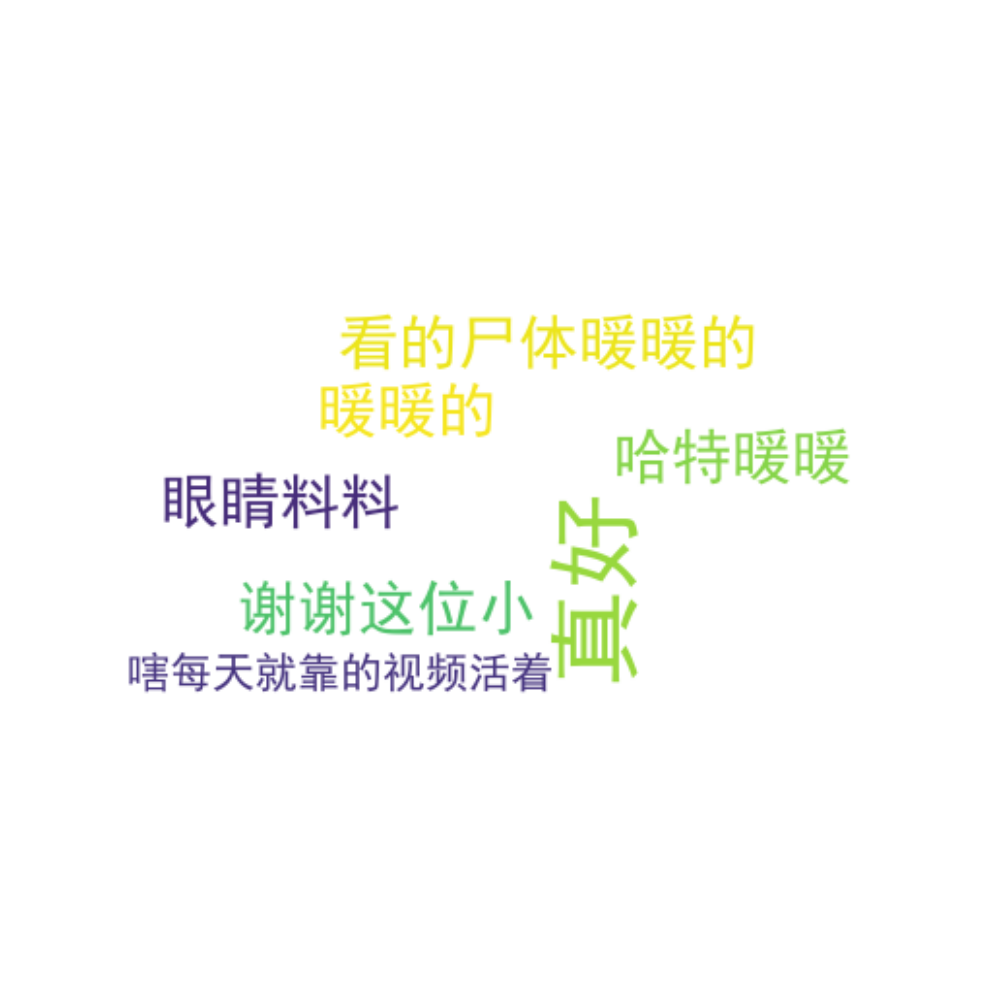 看的尸体暖暖的
暖暖的
哈特暖暖
眼睛料料
真好
谢谢这位小
嘻每天就靠的视频活着